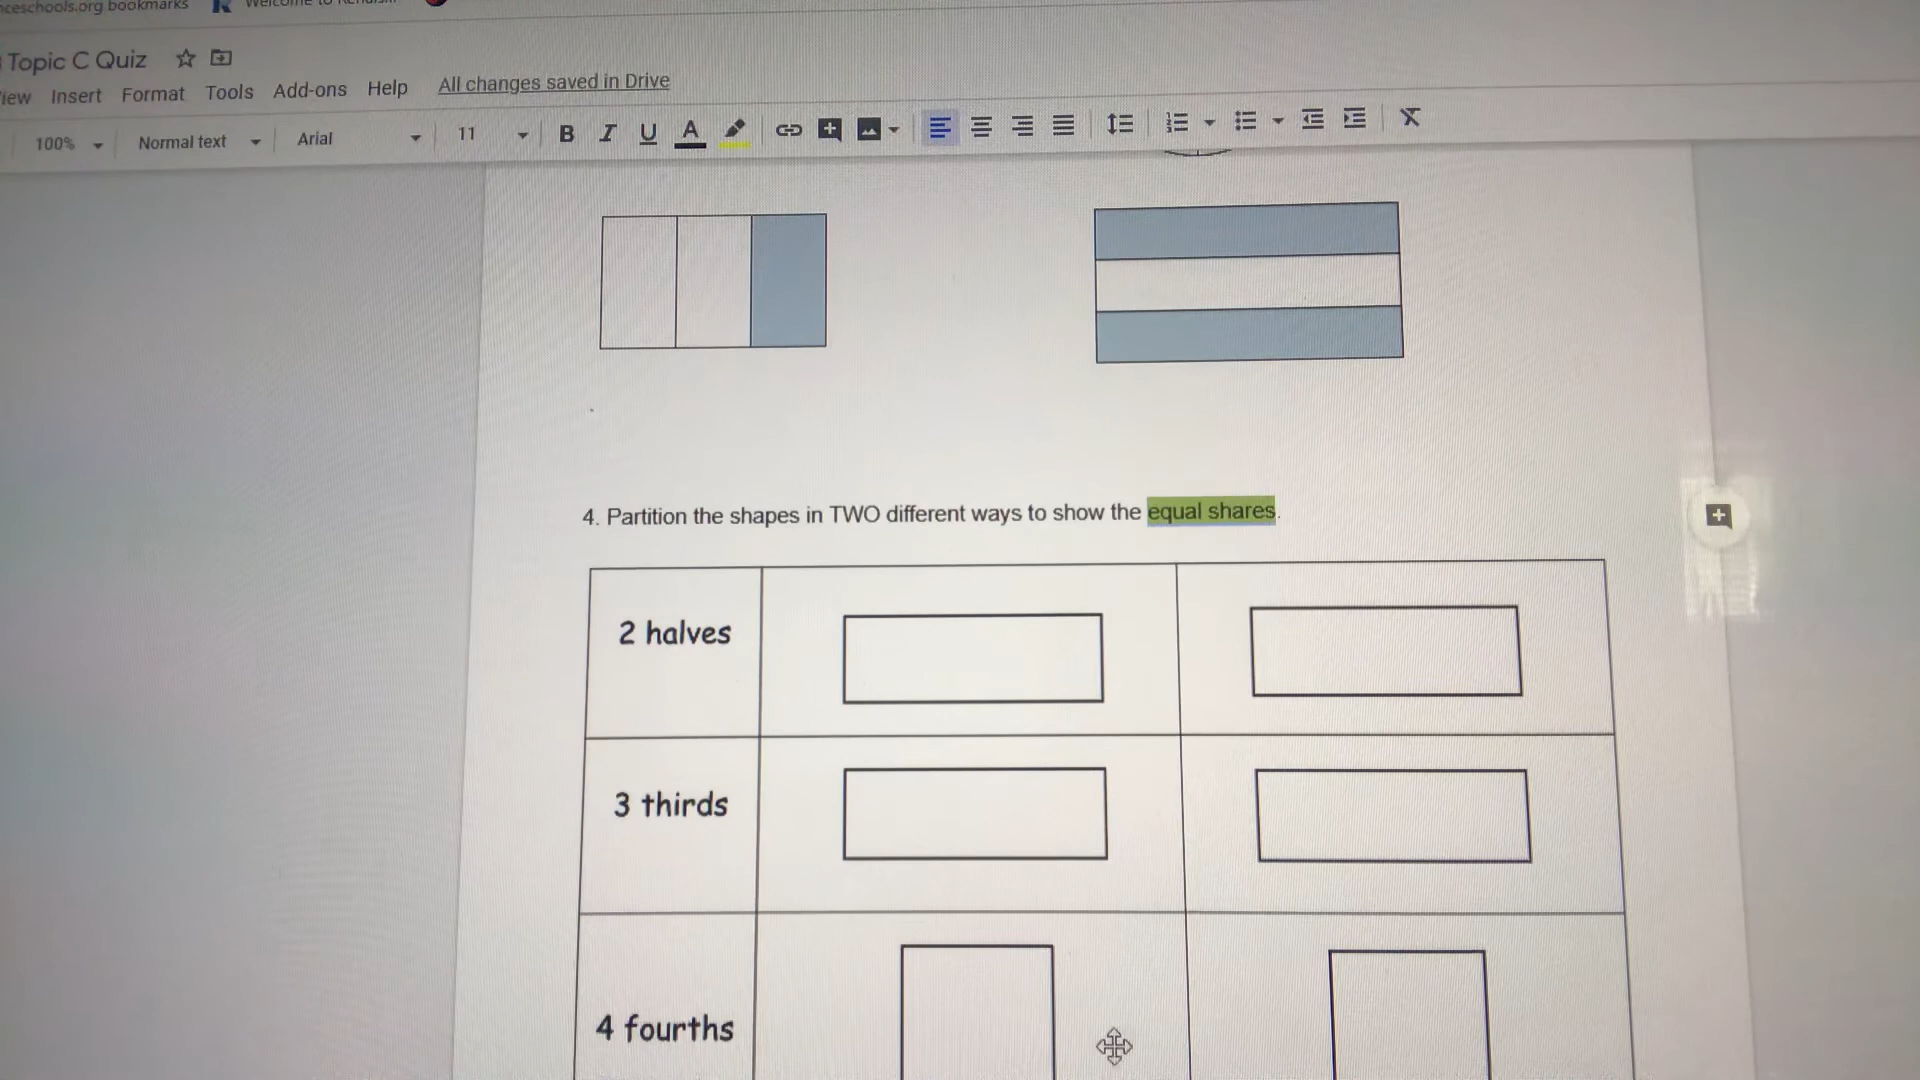 bookmarks
Topic C Quiz
Insert Format Tools Add-ons Help All changes saved in Drive
100% Normal text Arial 11 B I U A
4. Partition the shapes in TWO different ways to show the equal shares.
2 halves
3 thirds
4 fourths